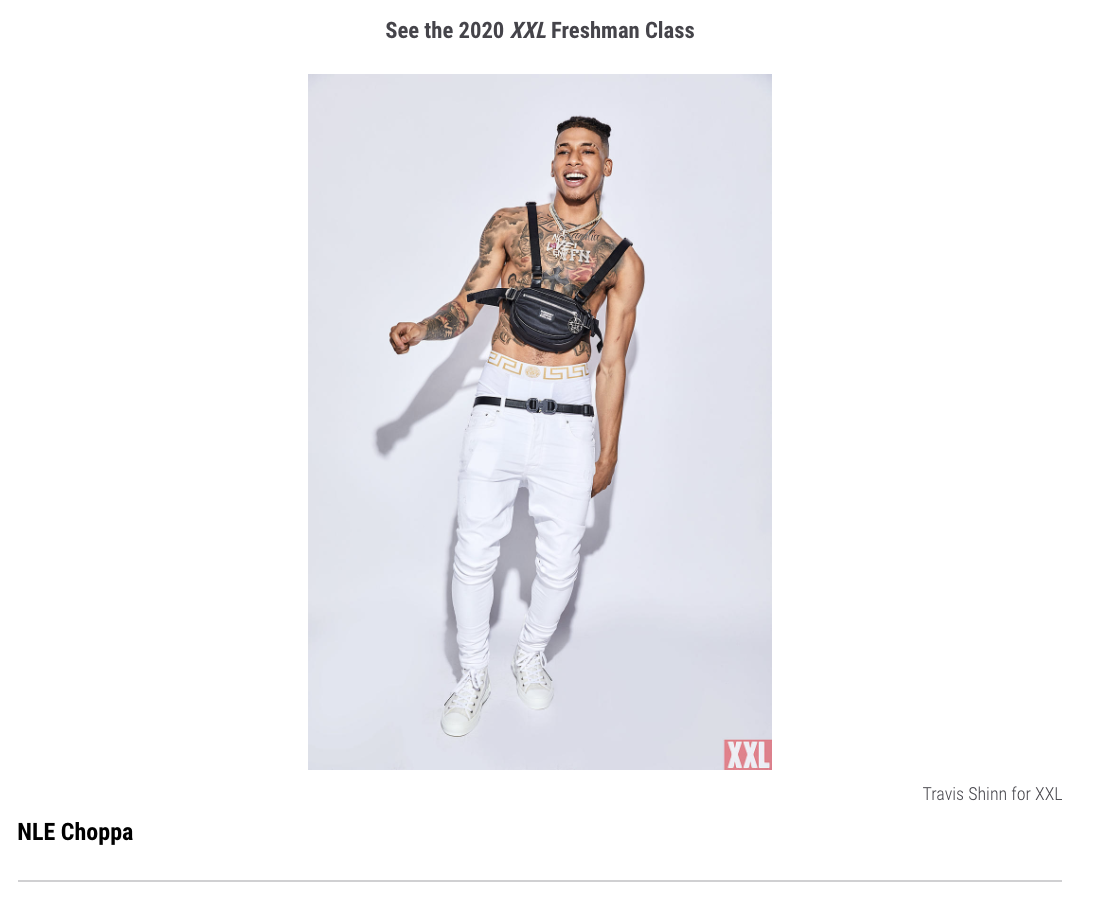 See the 2020 XXL Freshman Class
XXL
Travis Shinn for XXL
NLE Choppa